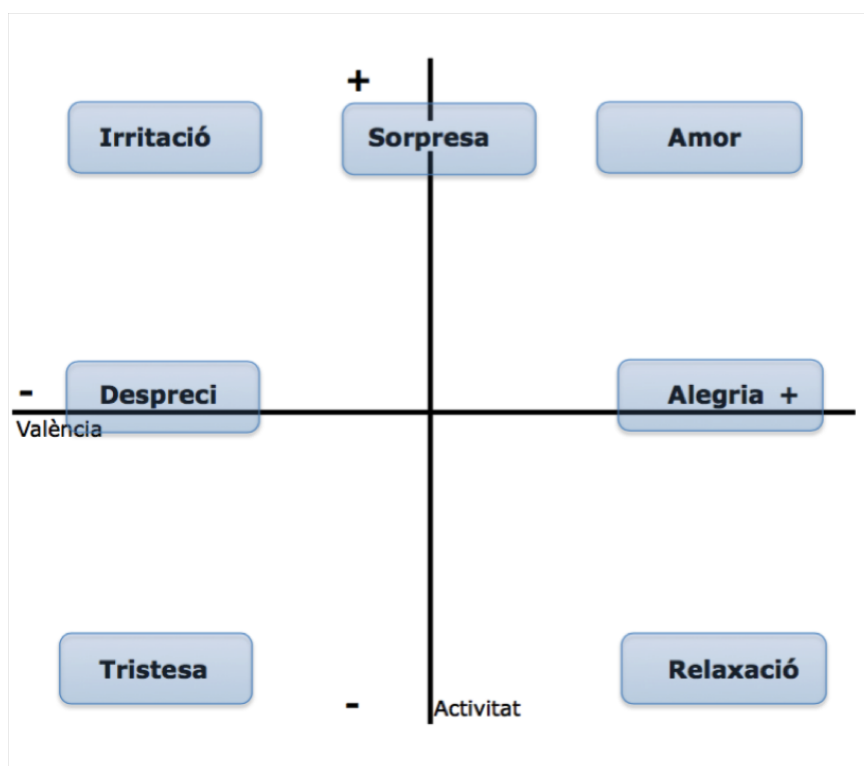 +
Irritació
Sorpresa
Amor
-
Despreci
Alegria +
València
Tristesa
Relaxació
-
Activitat